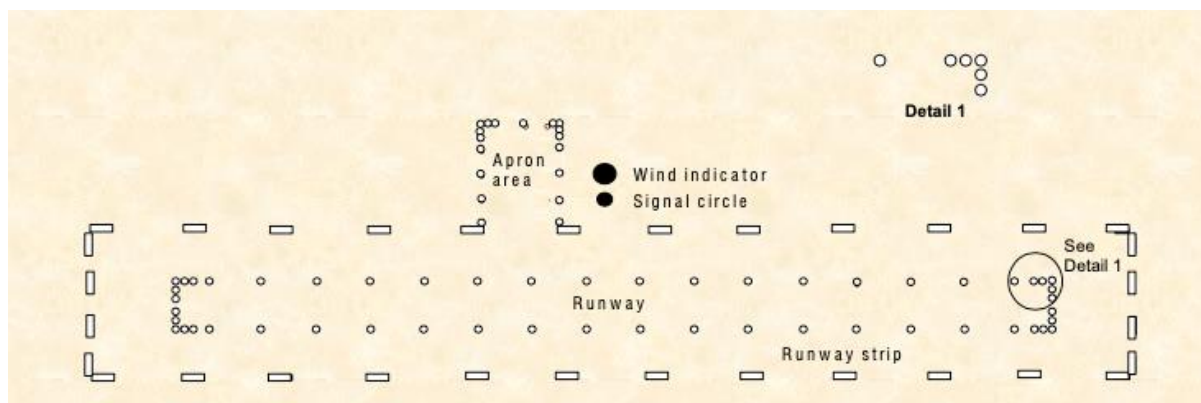 Detail 1
Apron
area
Wind indicator
Signal circle
See
Detail 1
Runway
Runway strip